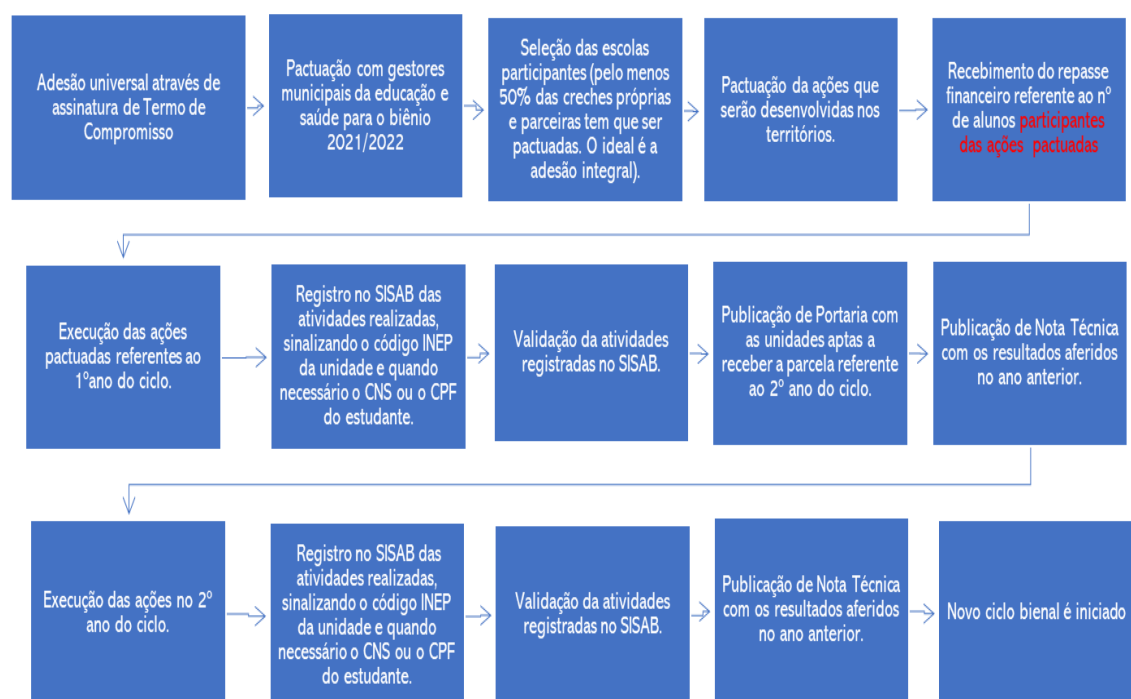 Adesão universal através de
assinatura de Termo de
Compromisso
Pactuação com gestores
municipais da educação e
saúde para o biênio
2021/2022
Seleção das escolas
participantes (pelo menos
50% das creches próprias
e parceiras tem que ser
pactuadas. O ideal é a
adesão integral).
Pactuação da ações que
serão desenvolvidas nos
territórios.
Recebimento do repasse
financeiro referente ao nº
de alunos participantes
das ações pactuadas
Execução das ações
pactuadas referentes ao
1ºano do ciclo.
Registro no SISAB das
atividades realizadas,
sinalizando o código INEP
da unidade e quando
necessário o CNS ou o CPF
do estudante.
Validação da atividades
registradas no SISAB.
Publicação de Portaria com
as unidades aptas a
receber a parcela referente
ao 2º ano do ciclo.
Publicação de Nota Técnica
com os resultados aferidos
no ano anterior.
Execução das ações no 2º
ano do ciclo.
Registro no SISAB das
atividades realizadas,
sinalizando o código INEP
da unidade e quando
necessário o CNS ou o CPF
do estudante.
Validação da atividades
registradas no SISAB.
Publicação de Nota Técnica
com os resultados aferidos
no ano anterior.
Novo ciclo bienal é iniciado